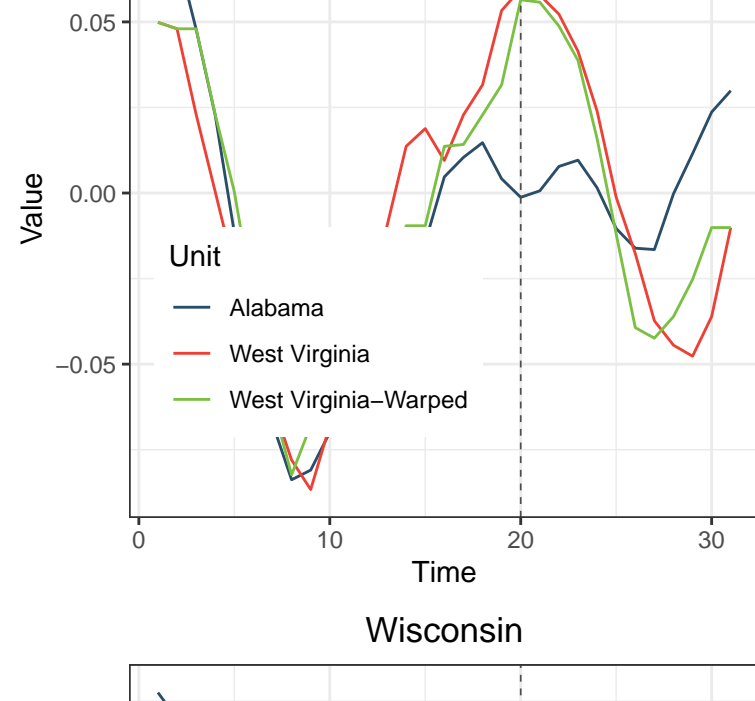 0.05
0.00
−0.05
Value
Unit
Alabama
West Virginia
West Virginia−Warped
0 10 20 30
Time
Wisconsin